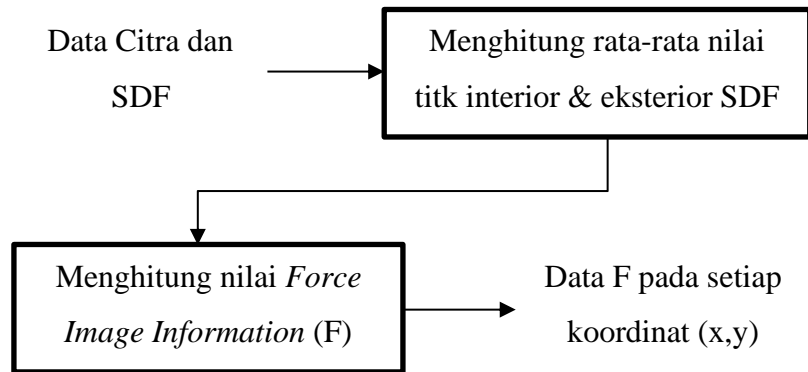 Data Citra dan
SDF
Menghitung rata-rata nilai
titk interior & eksterior SDF
Menghitung nilai Force
Image Information (F)
Data F pada setiap
koordinat (x,y)